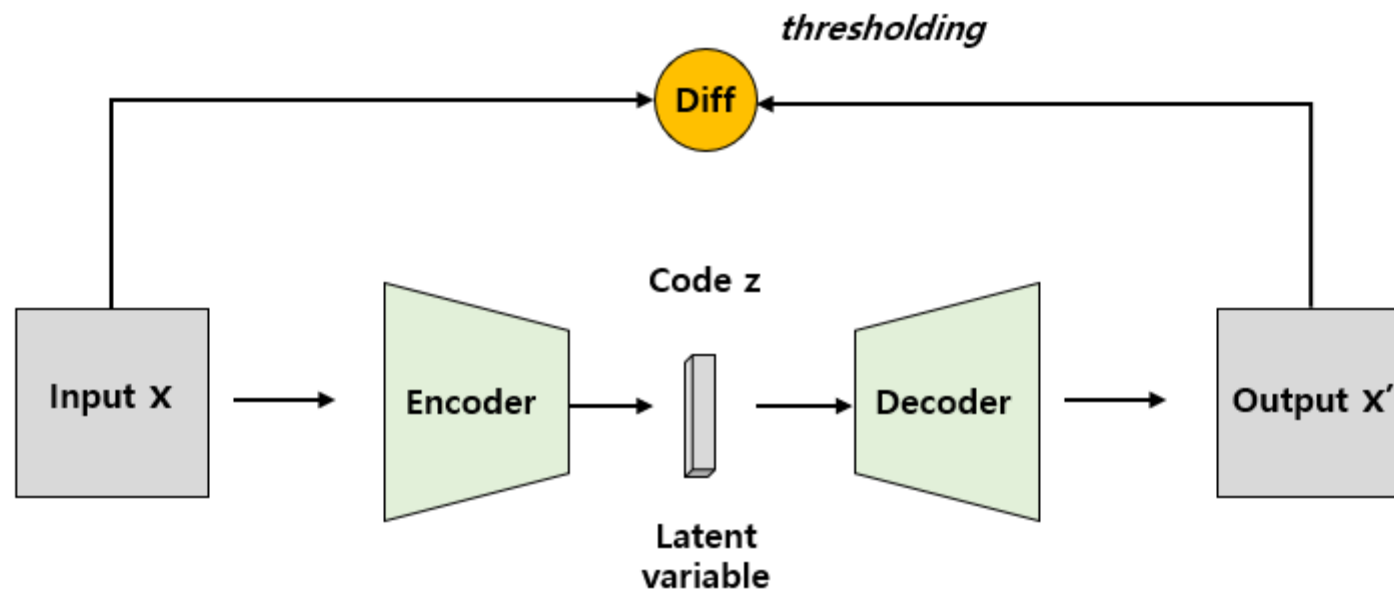 thresholding
Diff
Code z
Input x
Encoder
Decoder
Output x′
Latent
variable